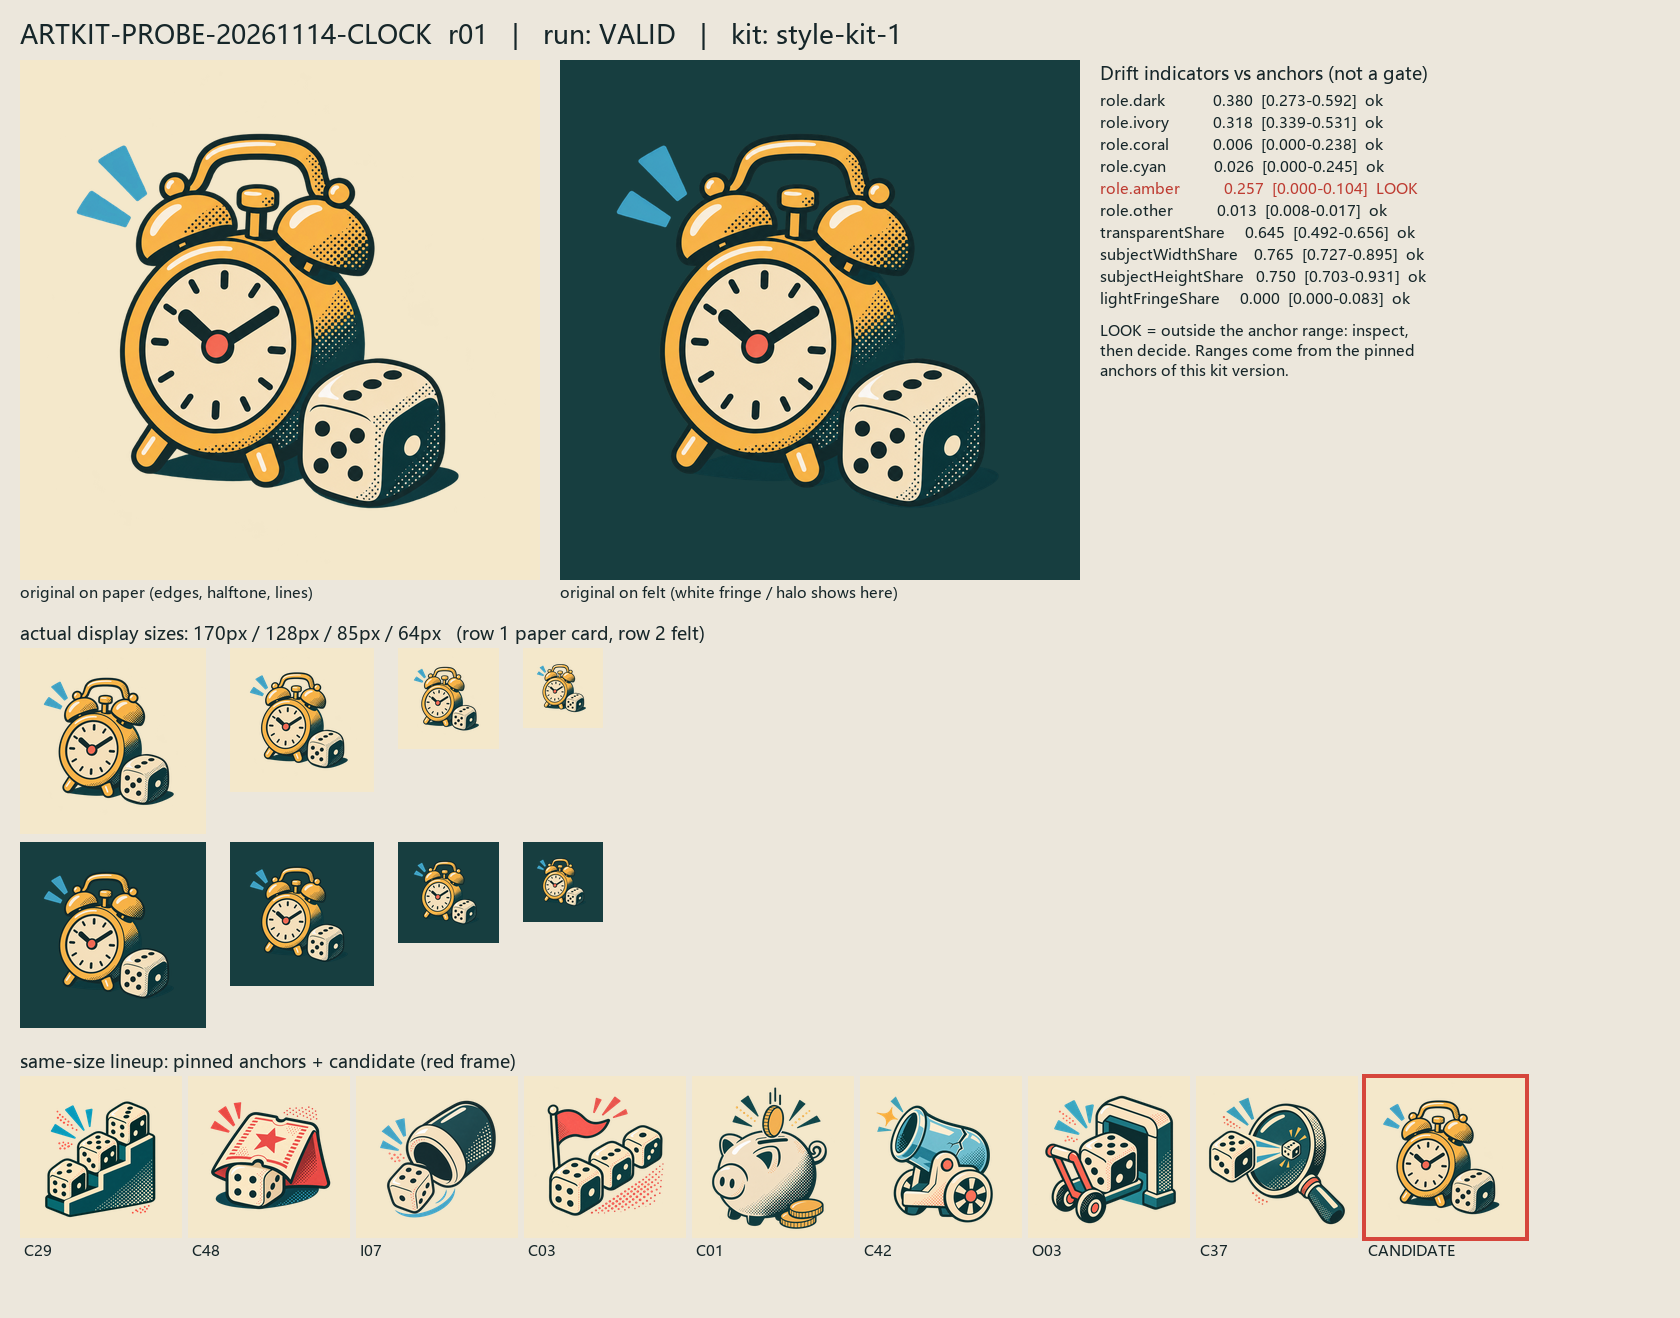 ARTKIT-PROBE-20261114-CLOCK r01 | run: VALID | kit: style-kit-1
Drift indicators vs anchors (not a gate)
role.dark 0.380 [0.273-0.592] ok
role.ivory 0.318 [0.339-0.531] ok
role.coral 0.006 [0.000-0.238] ok
role.cyan 0.026 [0.000-0.245] ok
role.amber 0.257 [0.000-0.104] LOOK
role.other 0.013 [0.008-0.017] ok
transparentShare 0.645 [0.492-0.656] ok
subjectWidthShare 0.765 [0.727-0.895] ok
subjectHeightShare 0.750 [0.703-0.931] ok
lightFringeShare 0.000 [0.000-0.083] ok
LOOK = outside the anchor range: inspect,
then decide. Ranges come from the pinned
anchors of this kit version.
original on paper (edges, halftone, lines)
original on felt (white fringe / halo shows here)
actual display sizes: 170px / 128px / 85px / 64px (row 1 paper card, row 2 felt)
same-size lineup: pinned anchors + candidate (red frame)
C29
C48
I07
C03
C01
C42
O03
C37
CANDIDATE